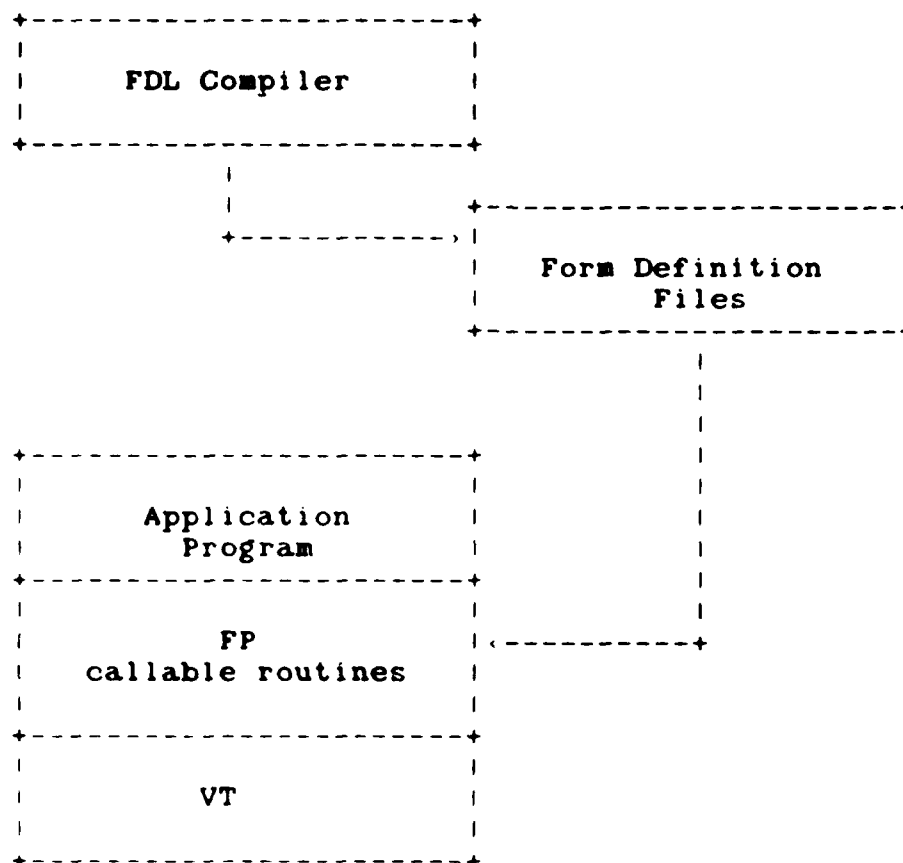 FDL Compiler
Form Definition
Files
Application
Program
FP
callable routines
VT